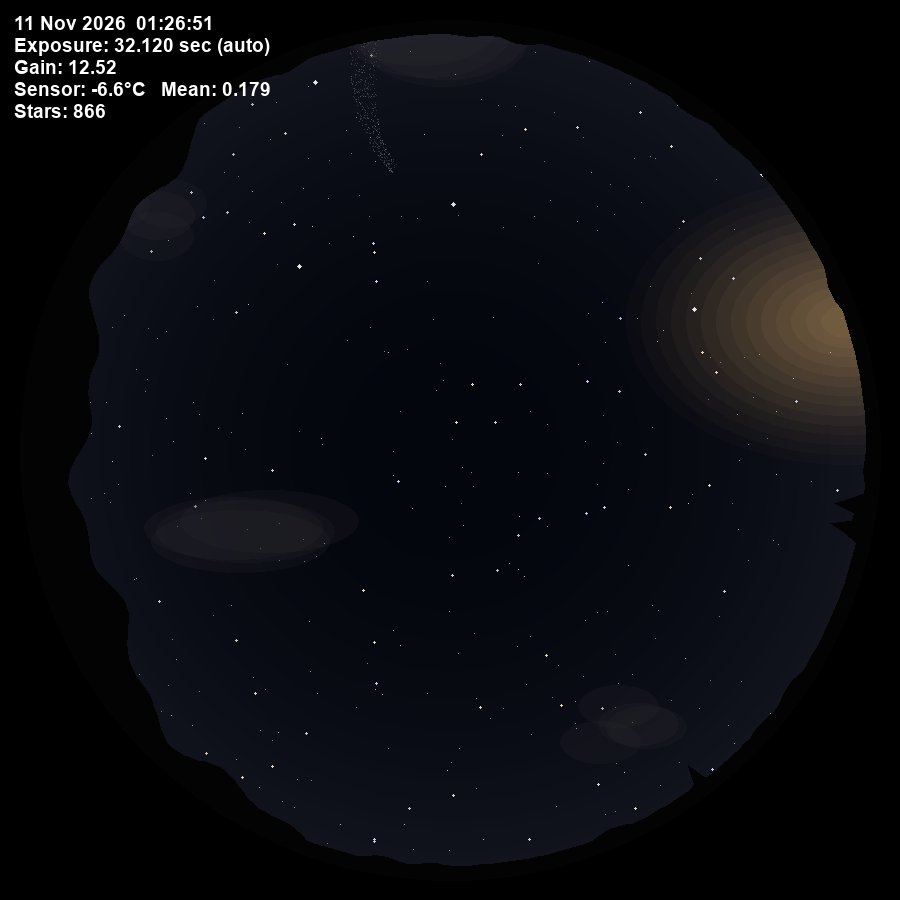 11 Nov 2026 01:26:51
Exposure: 32.120 sec (auto)
Gain: 12.52
Sensor: -6.6°C Mean: 0.179
Stars: 866